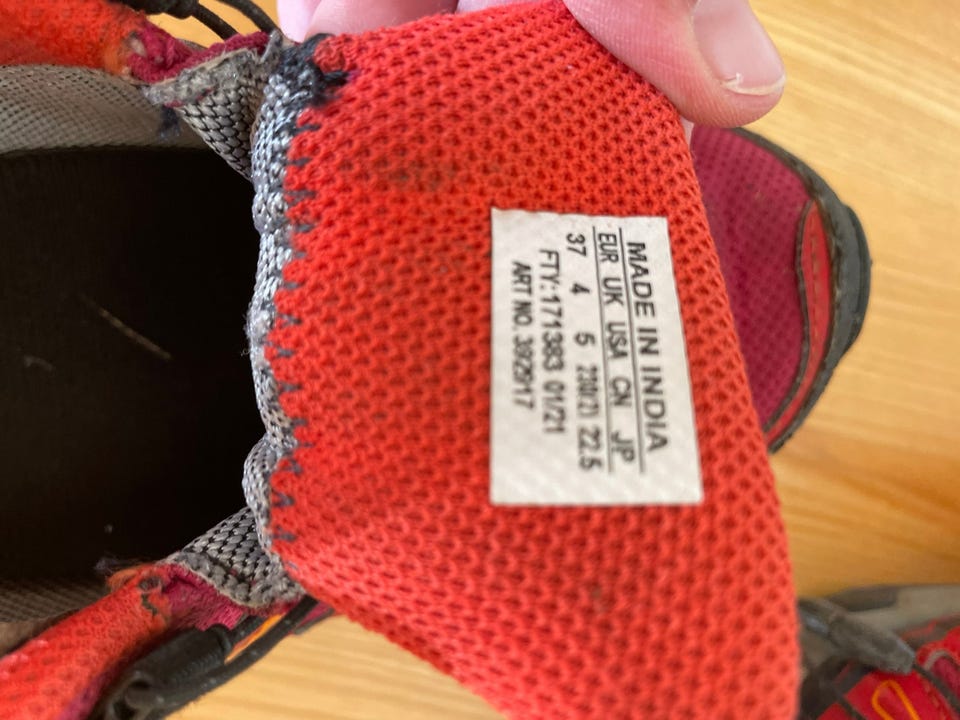 MADE IN INDIA
EUR UK USA CN JP
37 4 5 230(2) 22.5
FTY:171383 01/21
ART NO. 392917